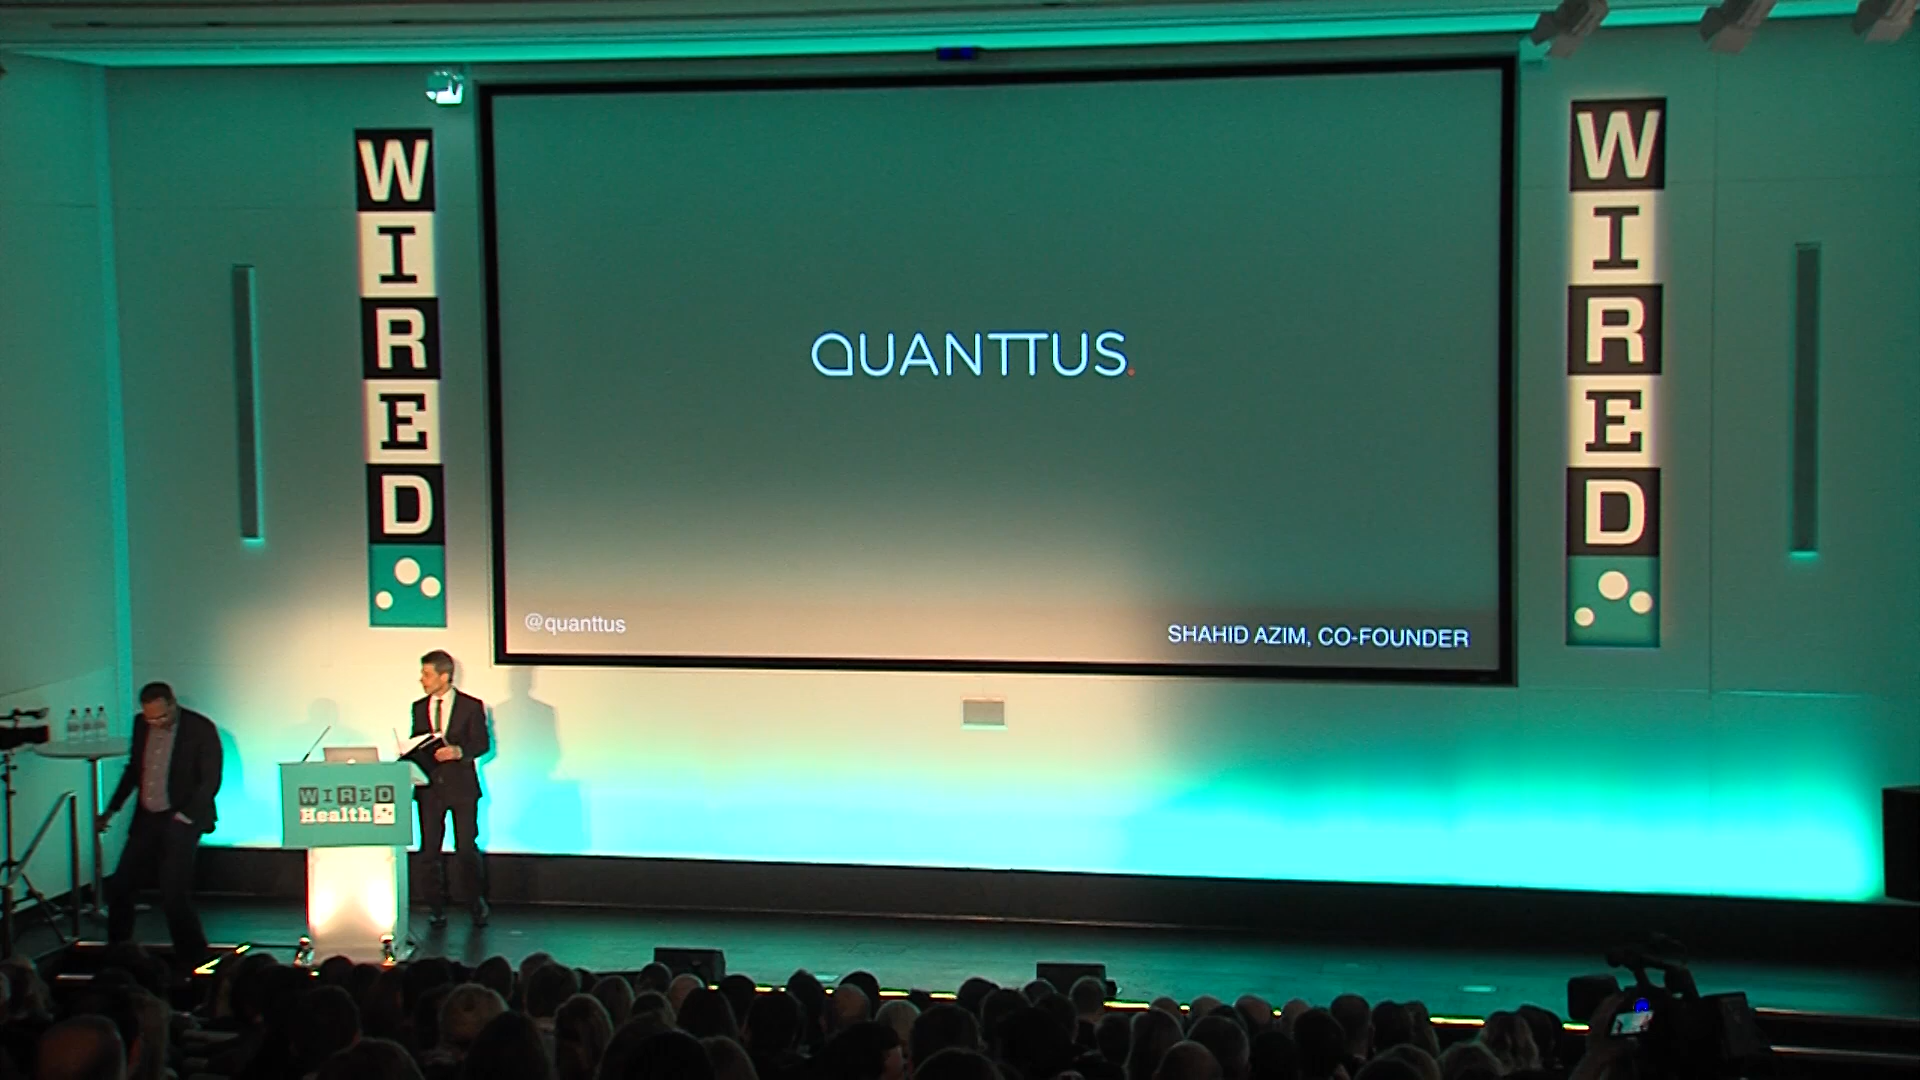 WIRED
QUANTTUS.
@quanttus
SHAHID AZIM, CO-FOUNDER
WIRED
WIRED
Health